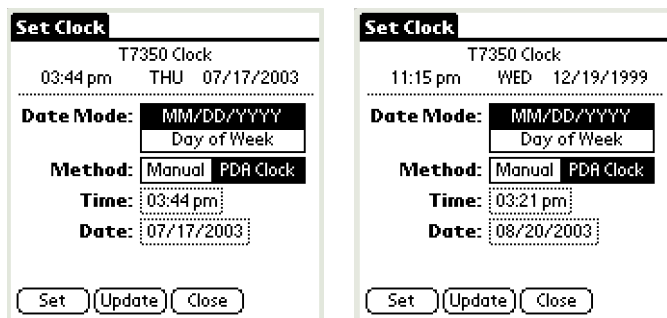 Set Clock
T7350 Clock
03:44 pm THU 07/17/2003
Date Mode: MM/DD/YYYY
Day of Week
Method: Manual PDA Clock
Time: 03:44 pm
Date: 07/17/2003
Set Update Close
Set Clock
T7350 Clock
11:15 pm WED 12/19/1999
Date Mode: MM/DD/YYYY
Day of Week
Method: Manual PDA Clock
Time: 03:21 pm
Date: 08/20/2003
Set Update Close